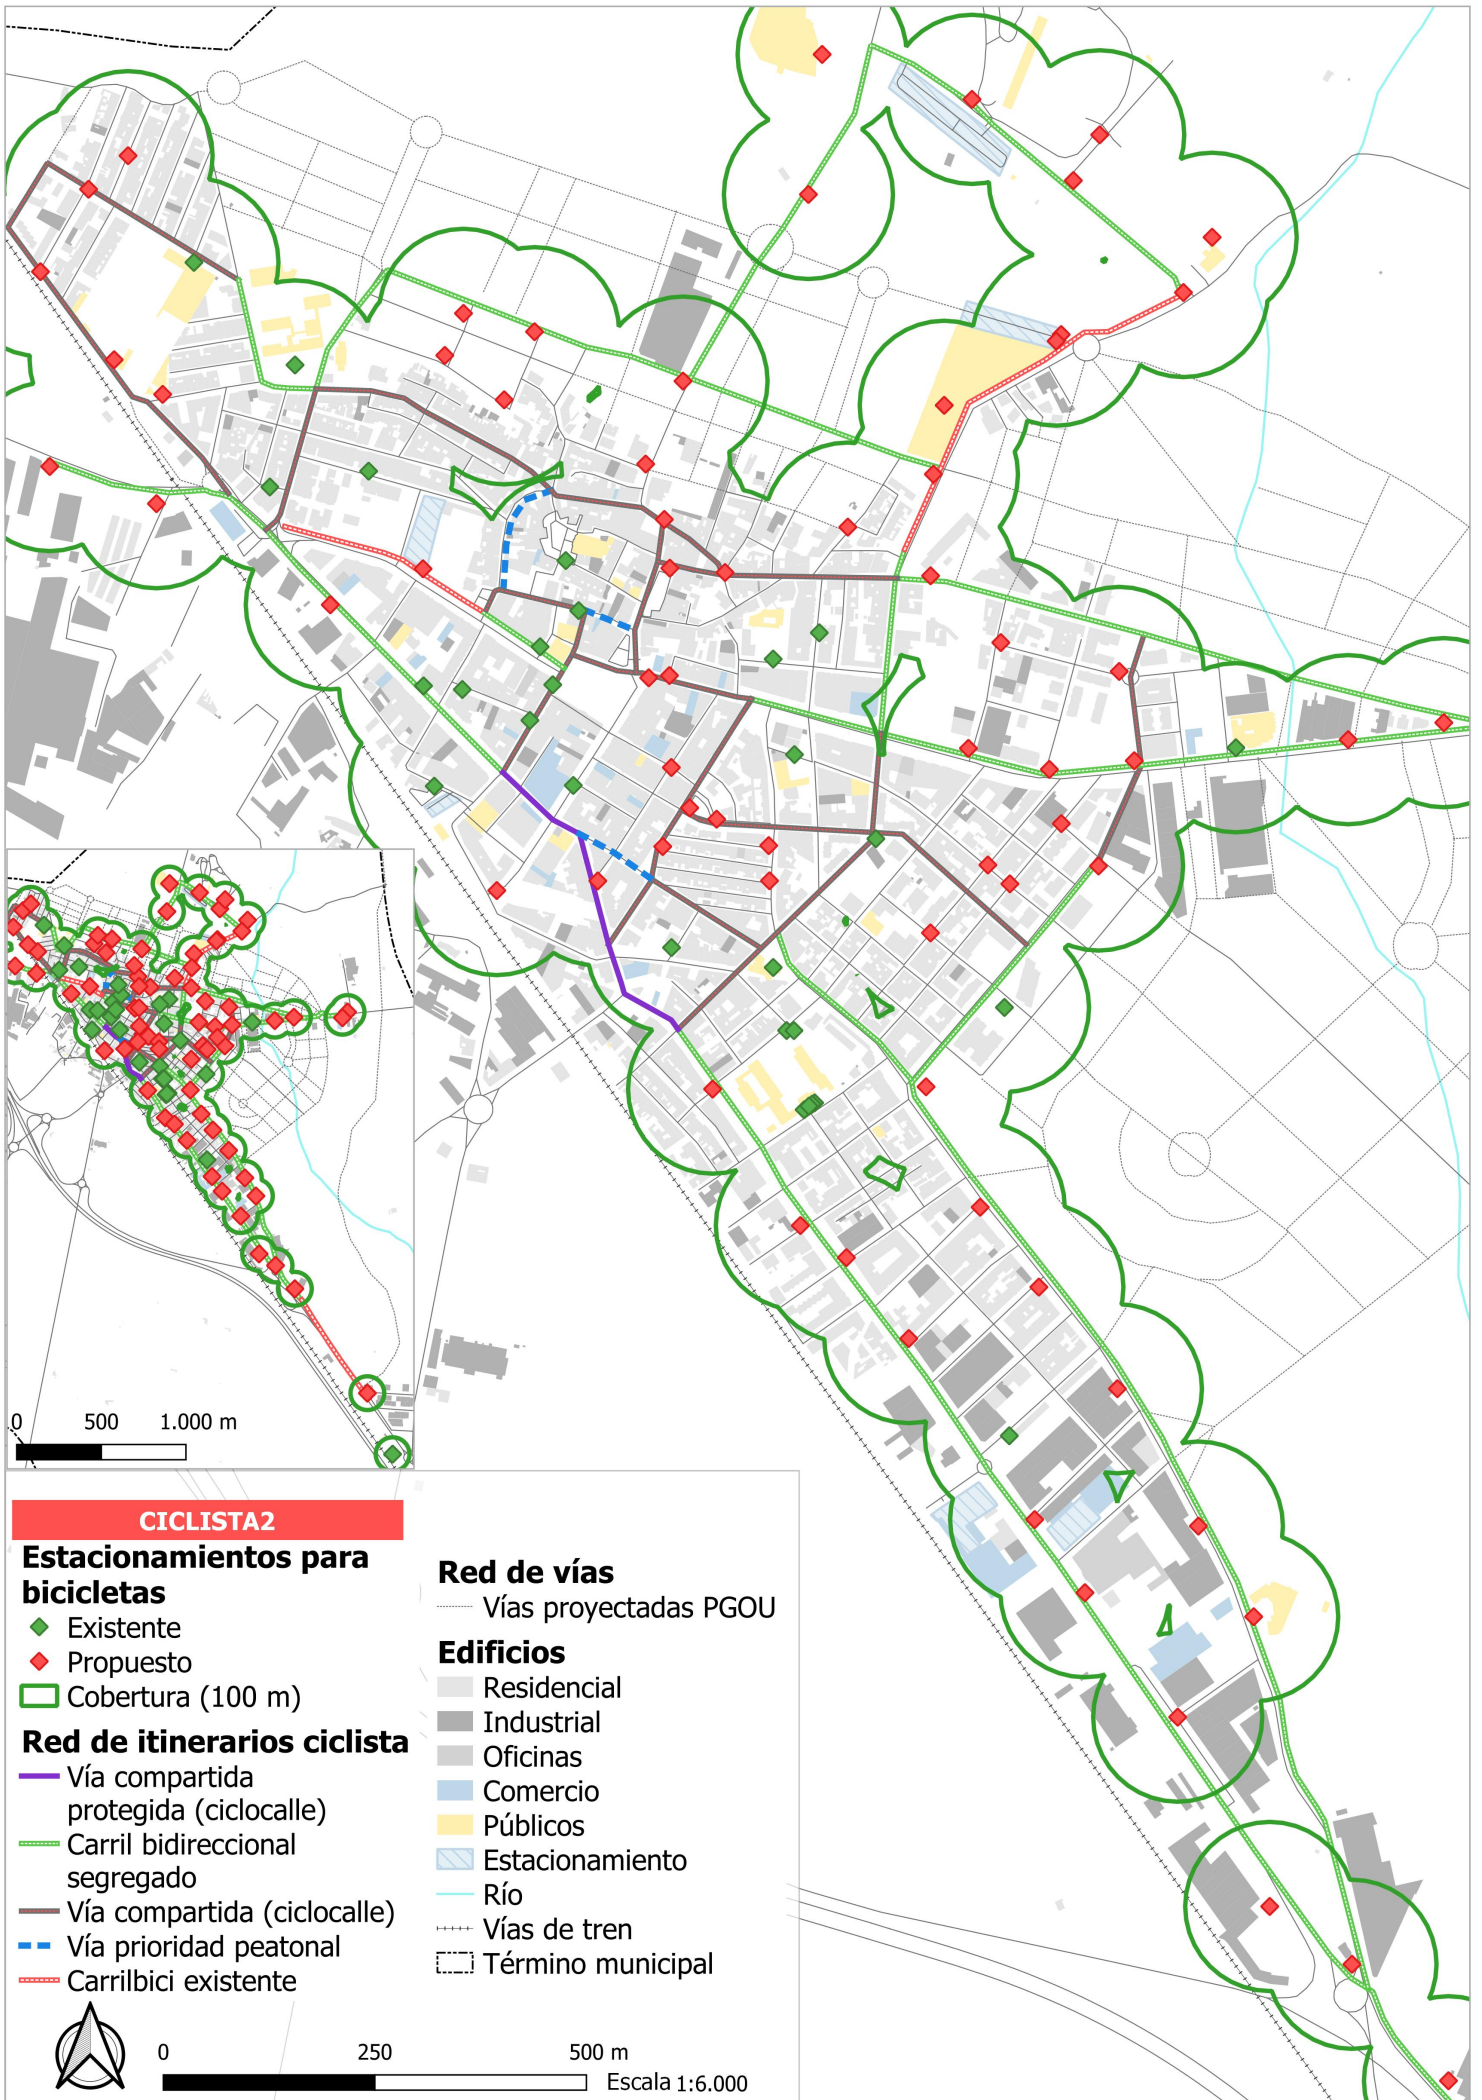 0 500 1.000 m
CICLISTA2
Estacionamientos para
bicicletas
Existente
Propuesto
Cobertura (100 m)
Red de itinerarios ciclista
Vía compartida
protegida (ciclocalle)
Carril bidireccional
segregado
Vía compartida (ciclocalle)
Vía prioridad peatonal
Carrilbici existente
Red de vías
Vías proyectadas PGOU
Edificios
Residencial
Industrial
Oficinas
Comercio
Públicos
Estacionamiento
Río
Vías de tren
Término municipal
0 250 500 m
Escala 1:6.000